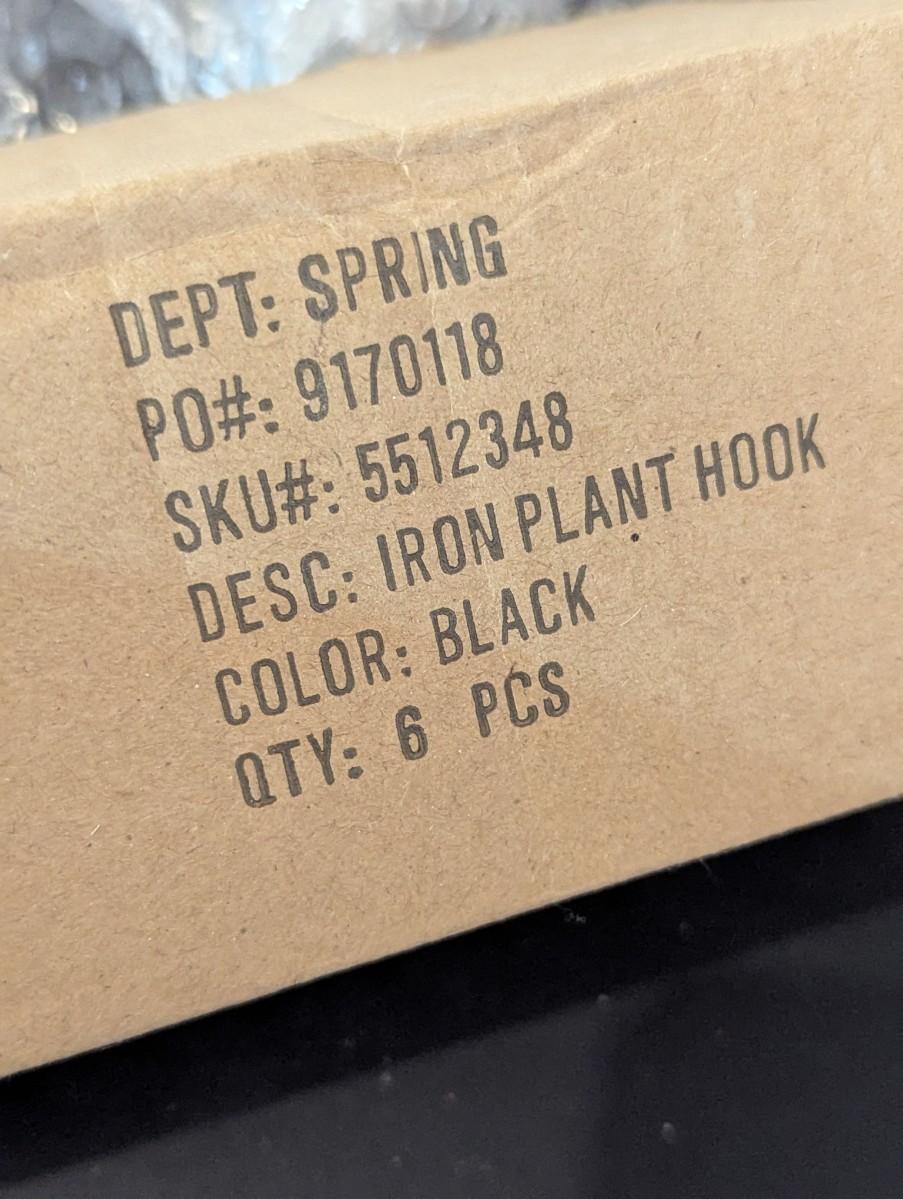 DEPT: SPRING
PO#: 9170118
SKU#: 5512348
DESC: IRON PLANT HOOK
COLOR: BLACK
QTY: 6 PCS